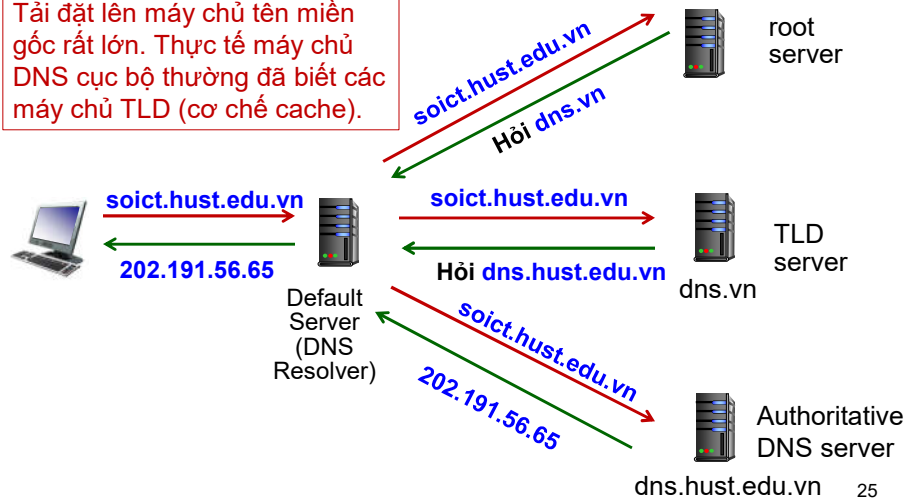 Tải đặt lên máy chủ tên miền
gốc rất lớn. Thực tế máy chủ
DNS cục bộ thường đã biết các
máy chủ TLD (cơ chế cache).
soict.hust.edu.vn
Hỏi dns.vn
root
server
soict.hust.edu.vn
202.191.56.65
Default
Server
(DNS
Resolver)
soict.hust.edu.vn
Hỏi dns.hust.edu.vn
TLD
server
dns.vn
soict.hust.edu.vn
202.191.56.65
Authoritative
DNS server
dns.hust.edu.vn
25